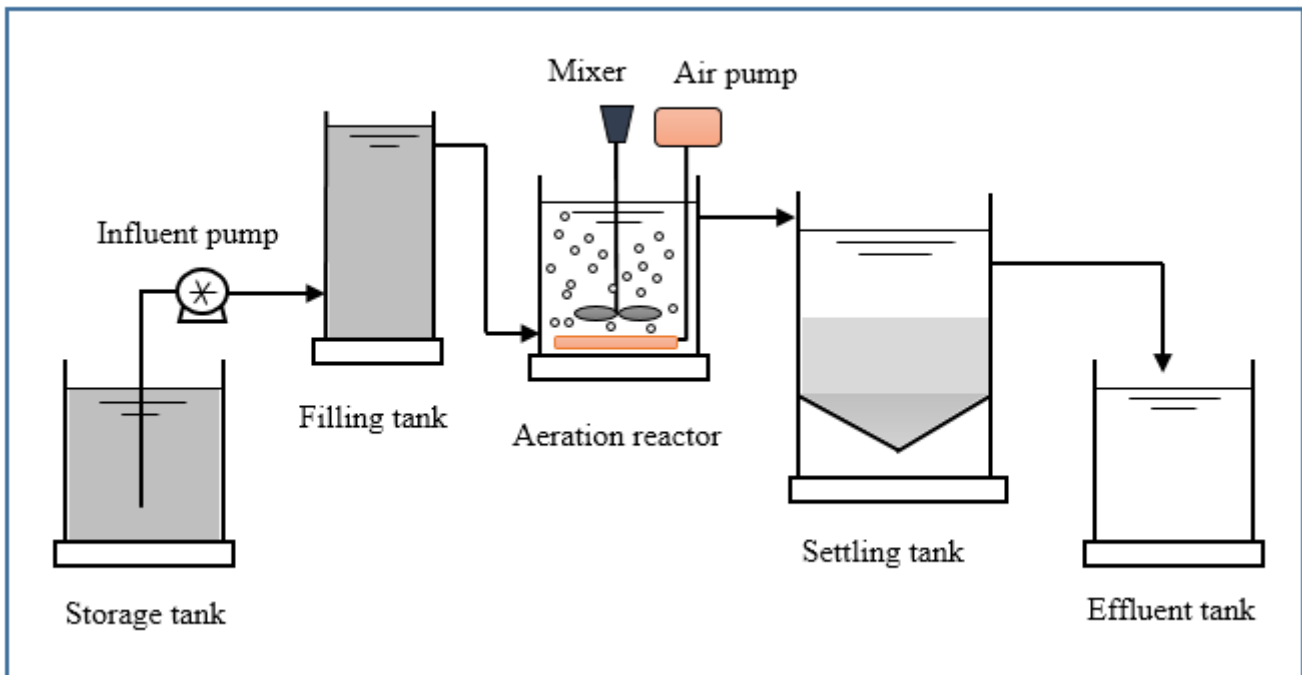 Mixer
Air pump
Influent pump
Filling tank
Aeration reactor
Settling tank
Storage tank
Effluent tank